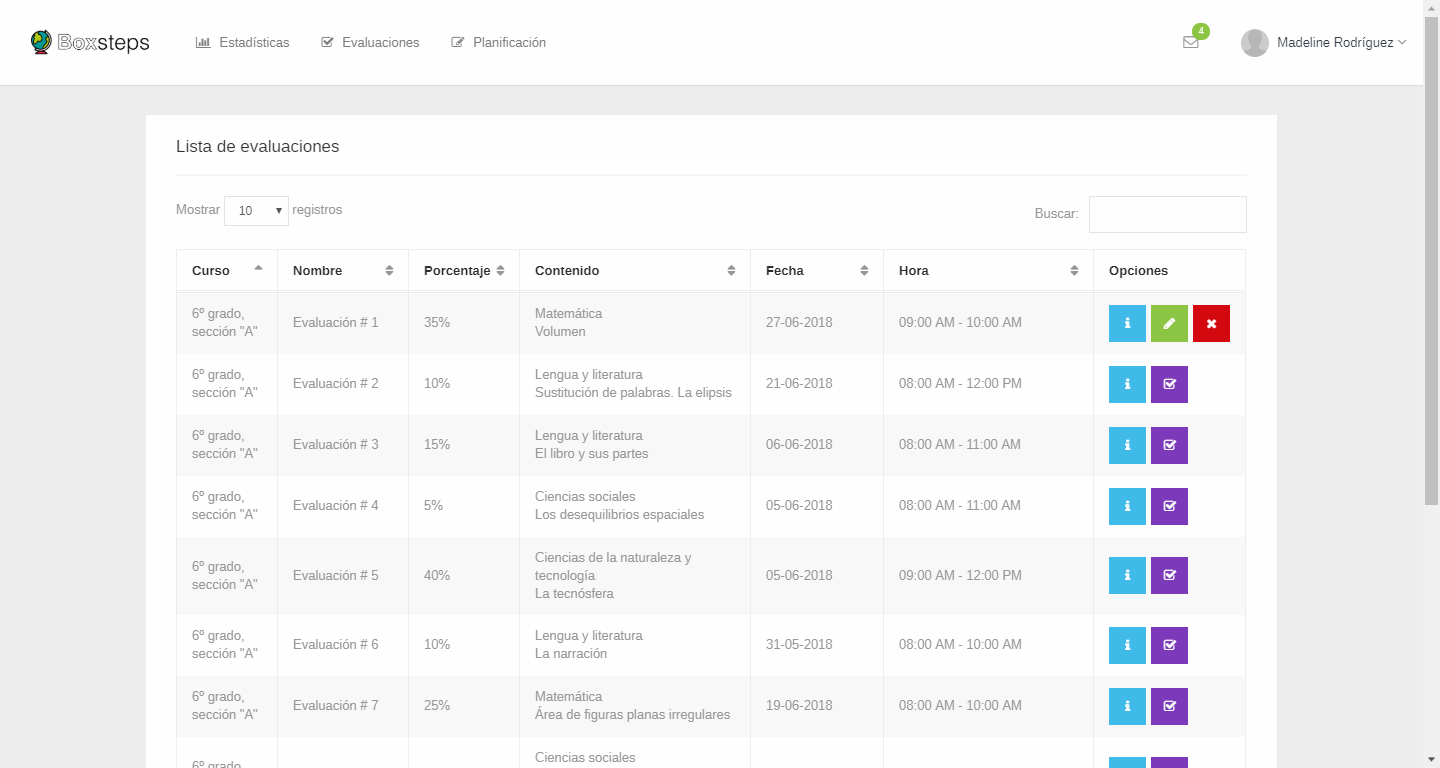 Boxsteps
Estadísticas
Evaluaciones
Planificación
4
Madeline Rodríguez
Lista de evaluaciones
Mostrar 10 registros
Buscar:
Curso Nombre Porcentaje Contenido Fecha Hora Opciones
6º grado,
sección "A"
Evaluación # 1
35%
Matemática
Volumen
27-06-2018
09:00 AM - 10:00 AM
6º grado,
sección "A"
Evaluación # 2
10%
Lengua y literatura
Sustitución de palabras. La elipsis
21-06-2018
08:00 AM - 12:00 PM
6º grado,
sección "A"
Evaluación # 3
15%
Lengua y literatura
El libro y sus partes
06-06-2018
08:00 AM - 11:00 AM
6º grado,
sección "A"
Evaluación # 4
5%
Ciencias sociales
Los desequilibrios espaciales
05-06-2018
08:00 AM - 11:00 AM
6º grado,
sección "A"
Evaluación # 5
40%
Ciencias de la naturaleza y
tecnología
La tecnósfera
05-06-2018
09:00 AM - 12:00 PM
6º grado,
sección "A"
Evaluación # 6
10%
Lengua y literatura
La narración
31-05-2018
08:00 AM - 10:00 AM
6º grado,
sección "A"
Evaluación # 7
25%
Matemática
Área de figuras planas irregulares
19-06-2018
08:00 AM - 10:00 AM
6º grado
Ciencias sociales